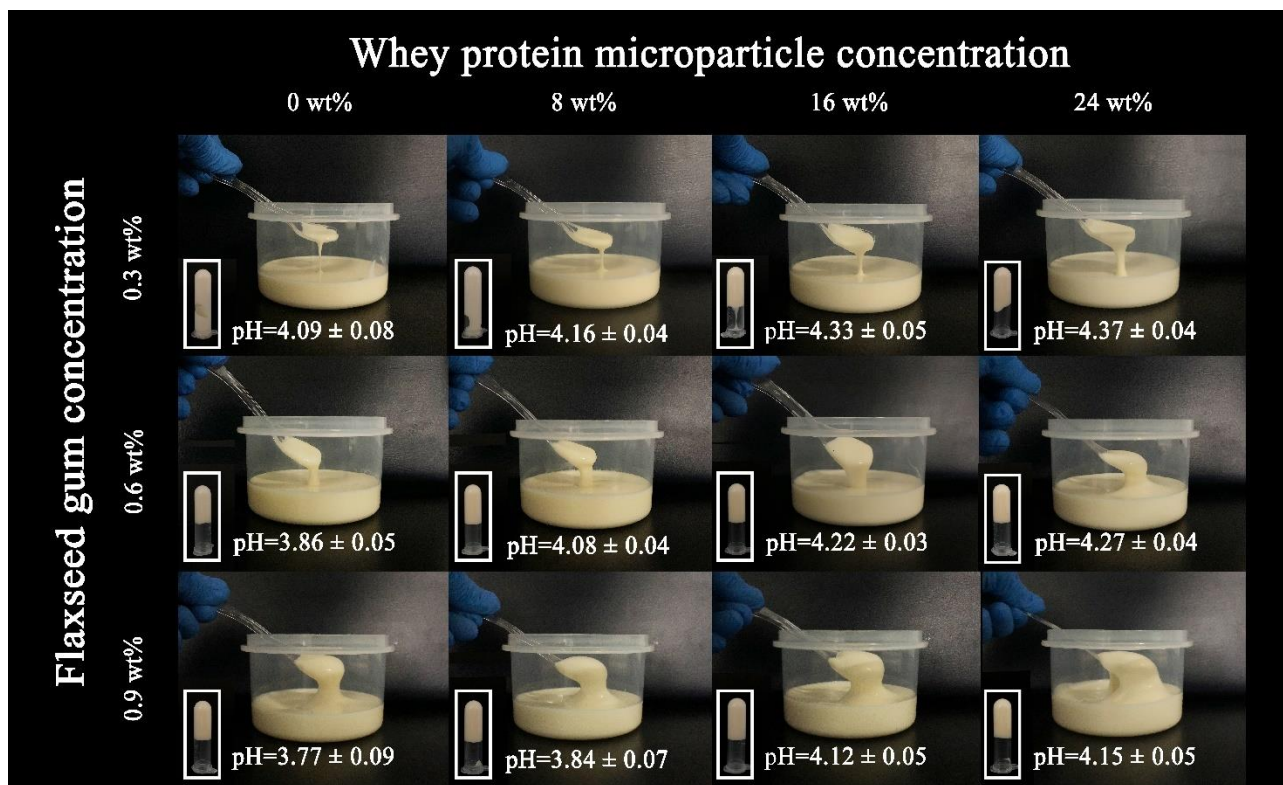 Whey protein microparticle concentration
0 wt% 8 wt% 16 wt% 24 wt%
Flaxseed gum concentration
0.3 wt%
pH=4.09 ± 0.08 pH=4.16 ± 0.04 pH=4.33 ± 0.05 pH=4.37 ± 0.04
0.6 wt%
pH=3.86 ± 0.05 pH=4.08 ± 0.04 pH=4.22 ± 0.03 pH=4.27 ± 0.04
0.9 wt%
pH=3.77 ± 0.09 pH=3.84 ± 0.07 pH=4.12 ± 0.05 pH=4.15 ± 0.05